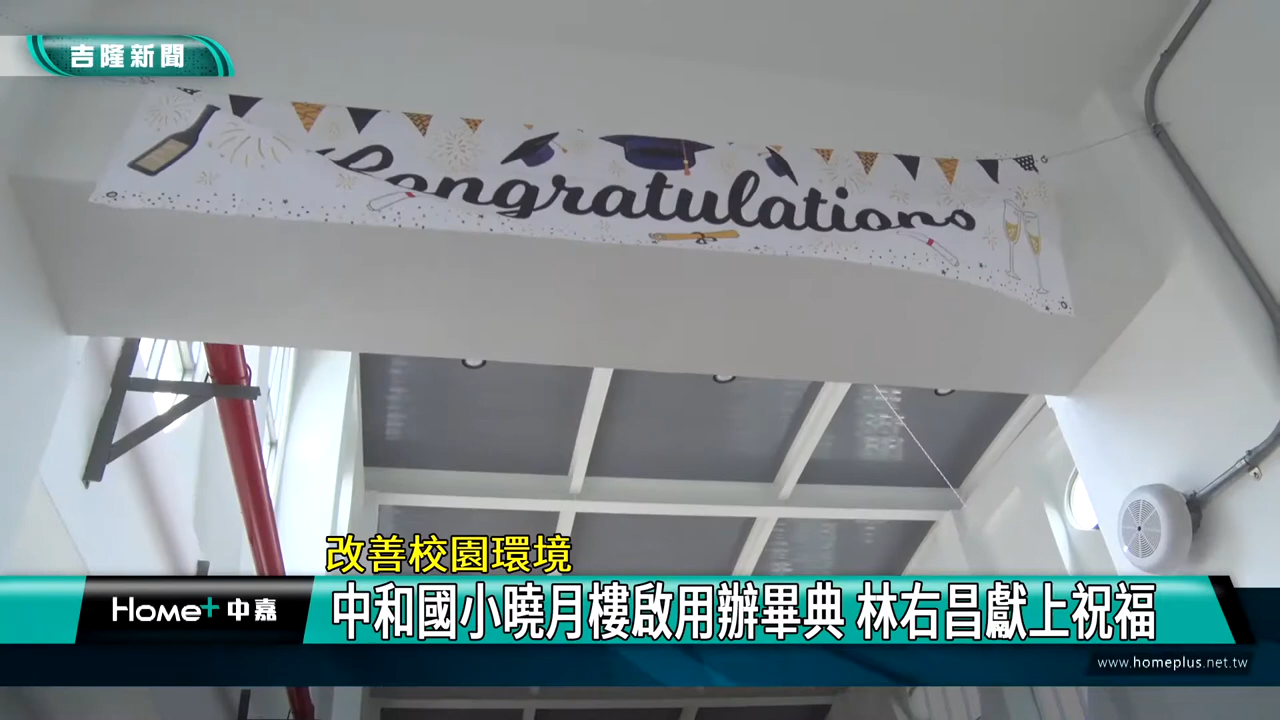 吉隆新聞
Congratulations
改善校園環境
Home+ 中嘉
中和國小曉月樓啟用辦畢典 林右昌獻上祝福
www.homeplus.net.tw